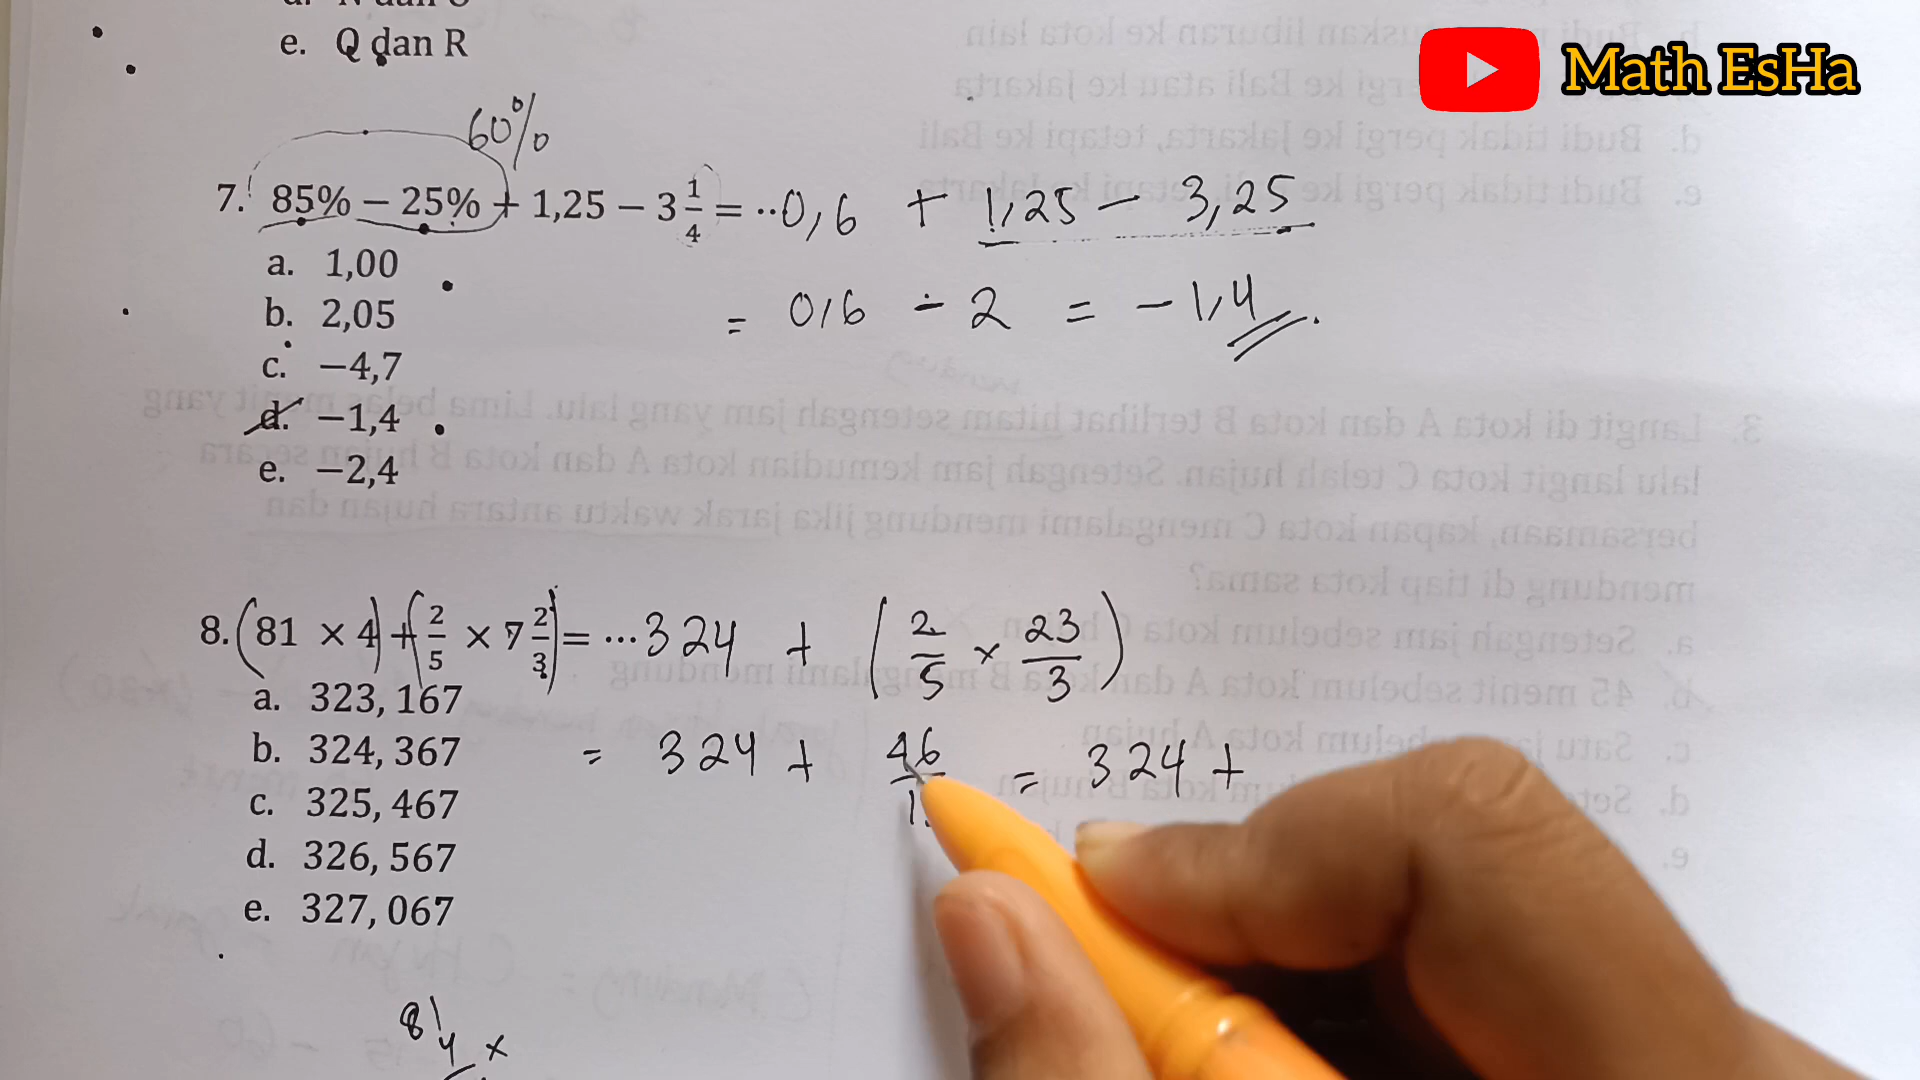 e. Q dan R
Math EsHa
60%
7. 85% − 25% + 1,25 − 3 1/4 = ··0,6 + 1,25 − 3,25
= 0,6 − 2 = −1,4
a. 1,00
b. 2,05
c. −4,7
d. −1,4
e. −2,4
8. (81 × 4) + (2/5 × 7 2/3) = ...324 + (2/5 × 23/3)
= 324 + 46/1 = 324 +
a. 323, 167
b. 324, 367
c. 325, 467
d. 326, 567
e. 327, 067
81
4 ×